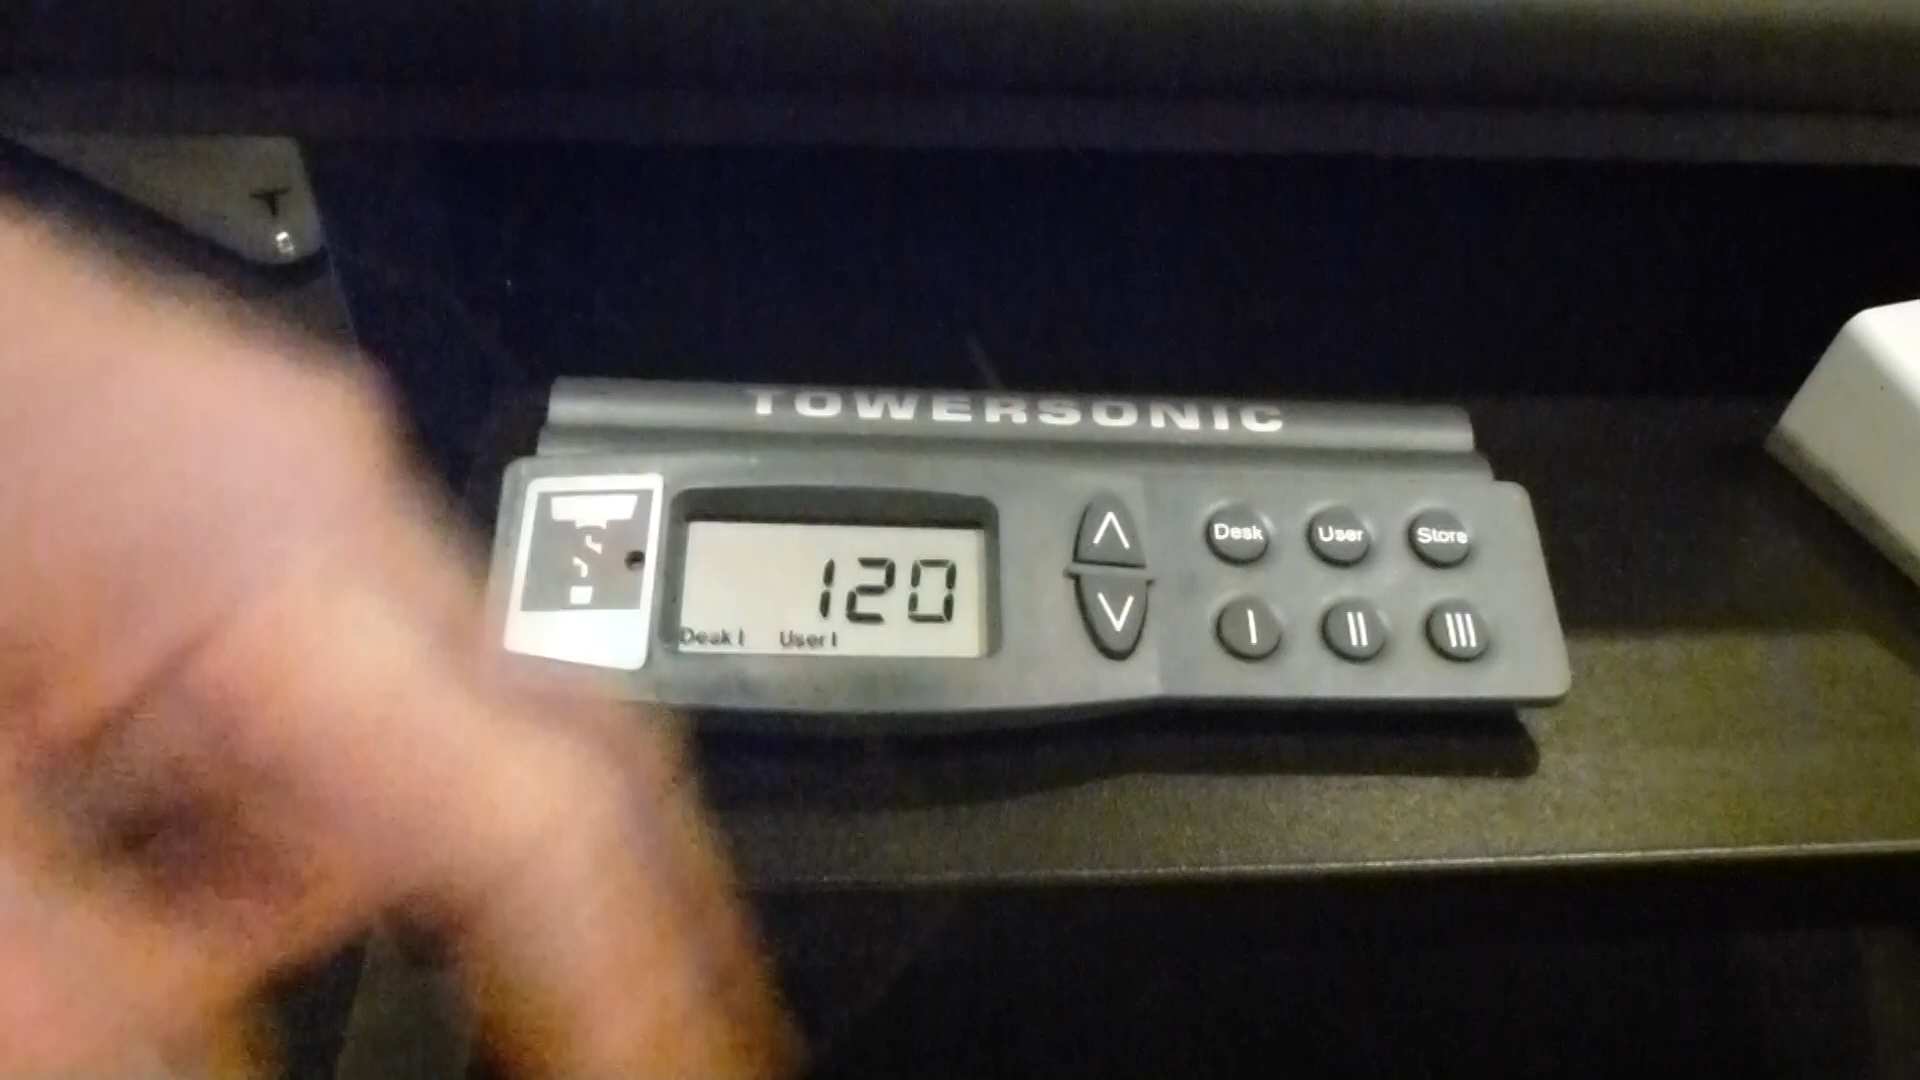 T
TOWERSONIC
120
Desk I User I
Desk User Store
I II III